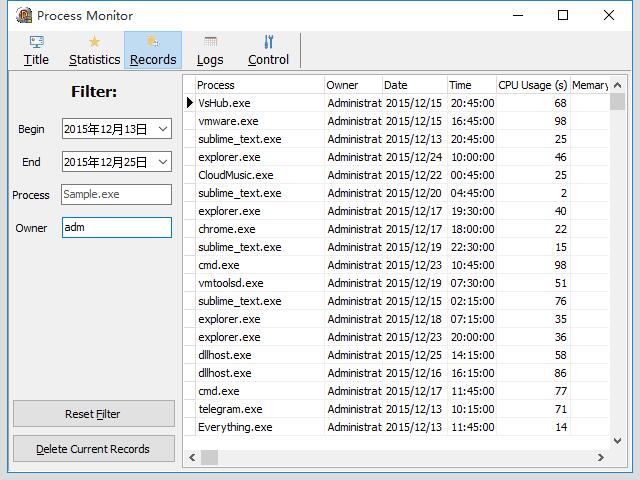 Process Monitor
Title Statistics Records Logs Control
Filter:
Begin 2015年12月13日
End 2015年12月25日
Process Sample.exe
Owner adm
Reset Filter
Delete Current Records
Process Owner Date Time CPU Usage (s) Memory
VsHub.exe Administrat 2015/12/15 20:45:00 68
vmware.exe Administrat 2015/12/15 16:45:00 98
sublime_text.exe Administrat 2015/12/13 20:45:00 25
explorer.exe Administrat 2015/12/24 10:00:00 46
CloudMusic.exe Administrat 2015/12/22 00:45:00 25
sublime_text.exe Administrat 2015/12/20 04:45:00 2
explorer.exe Administrat 2015/12/17 19:30:00 40
chrome.exe Administrat 2015/12/17 18:00:00 22
sublime_text.exe Administrat 2015/12/19 22:30:00 15
cmd.exe Administrat 2015/12/23 10:45:00 98
vmtoolsd.exe Administrat 2015/12/19 07:30:00 51
sublime_text.exe Administrat 2015/12/15 02:15:00 76
explorer.exe Administrat 2015/12/18 07:15:00 35
explorer.exe Administrat 2015/12/23 20:00:00 36
dllhost.exe Administrat 2015/12/25 14:15:00 58
dllhost.exe Administrat 2015/12/16 16:15:00 86
cmd.exe Administrat 2015/12/17 11:45:00 77
telegram.exe Administrat 2015/12/13 10:15:00 71
Everything.exe Administrat 2015/12/13 11:45:00 14